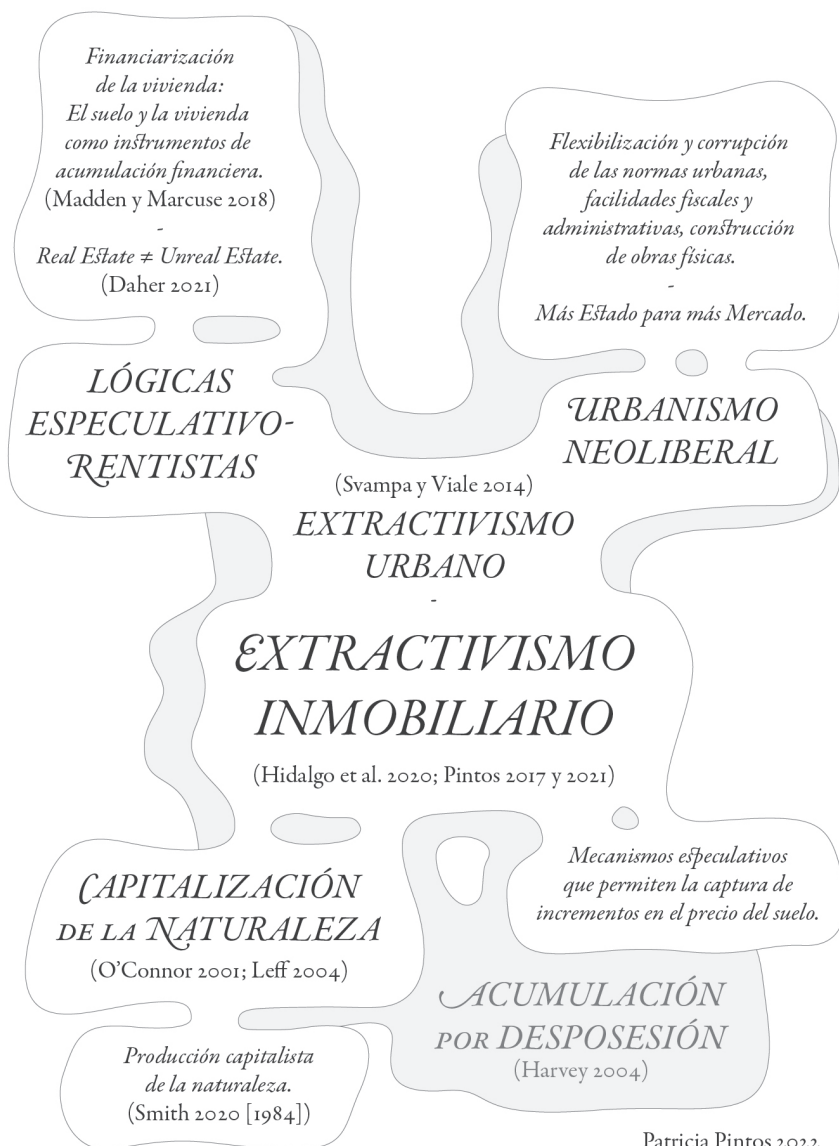 Financiarización
de la vivienda:
El suelo y la vivienda
como instrumentos de
acumulación financiera.
(Madden y Marcuse 2018)
-
Real Estate ≠ Unreal Estate.
(Daher 2021)
Flexibilización y corrupción
de las normas urbanas,
facilidades fiscales y
administrativas, construcción
de obras físicas.
-
Más Estado para más Mercado.
LÓGICAS
ESPECULATIVO-
RENTISTAS
URBANISMO
NEOLIBERAL
(Svampa y Viale 2014)
EXTRACTIVISMO
URBANO
-
EXTRACTIVISMO
INMOBILIARIO
(Hidalgo et al. 2020; Pintos 2017 y 2021)
Mecanismos especulativos
que permiten la captura de
incrementos en el precio del suelo.
CAPITALIZACIÓN
DE LA NATURALEZA
(O'Connor 2001; Leff 2004)
ACUMULACIÓN
POR DESPOSESIÓN
(Harvey 2004)
Producción capitalista
de la naturaleza.
(Smith 2020 [1984])
Patricia Pintos 2022